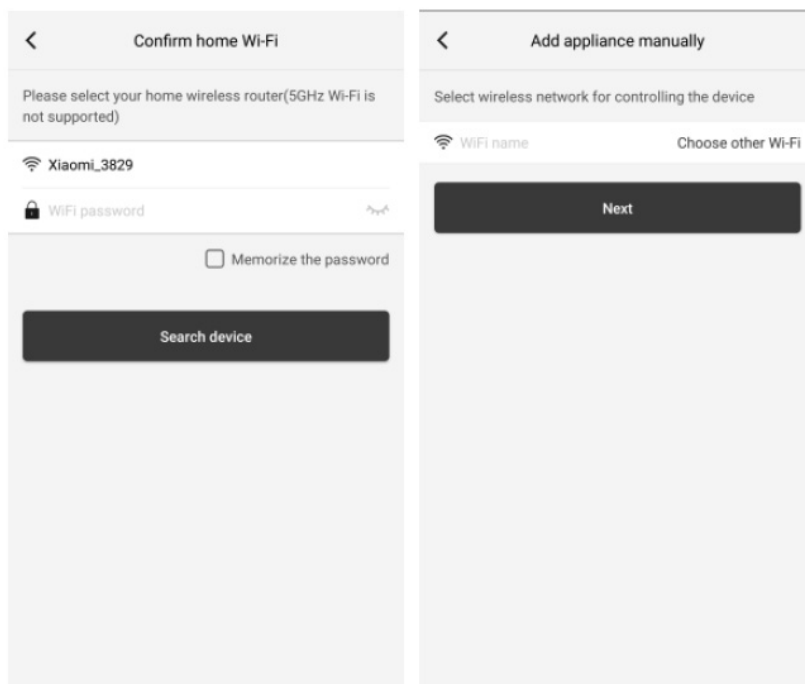 Confirm home Wi-Fi
Please select your home wireless router(5GHz Wi-Fi is
not supported)
Xiaomi_3829
WiFi password
Memorize the password
Search device
Add appliance manually
Select wireless network for controlling the device
WiFi name
Choose other Wi-Fi
Next